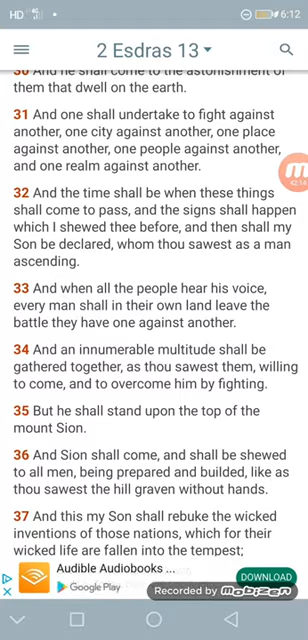 HD 4G 6:12
2 Esdras 13
30 And he shall come to the astonishment of
them that dwell on the earth.
31 And one shall undertake to fight against
another, one city against another, one place
against another, one people against another,
and one realm against another.
32 And the time shall be when these things
shall come to pass, and the signs shall happen
which I shewed thee before, and then shall my
Son be declared, whom thou sawest as a man
ascending.
33 And when all the people hear his voice,
every man shall in their own land leave the
battle they have one against another.
34 And an innumerable multitude shall be
gathered together, as thou sawest them, willing
to come, and to overcome him by fighting.
35 But he shall stand upon the top of the
mount Sion.
36 And Sion shall come, and shall be shewed
to all men, being prepared and builded, like as
thou sawest the hill graven without hands.
37 And this my Son shall rebuke the wicked
inventions of those nations, which for their
wicked life are fallen into the tempest;
M
42:14
Audible Audiobooks ...
Google Play
DOWNLOAD
Recorded by mobizen